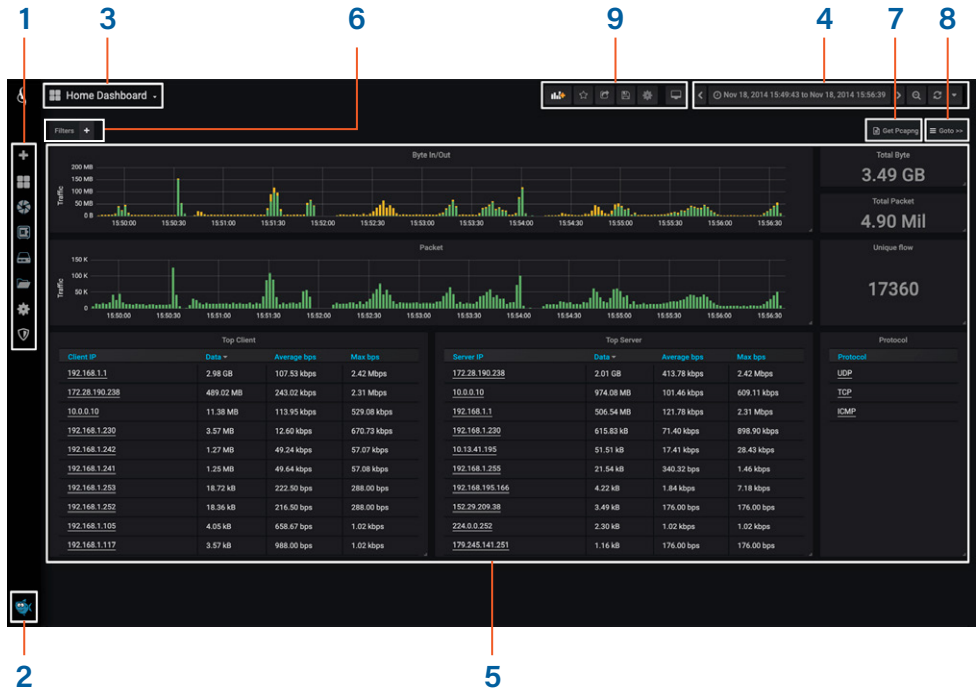 1
3
6
9
4
7
8
Home Dashboard
Nov 18, 2014 15:49:43 to Nov 18, 2014 15:56:39
Filters +
Get Pcapng
Goto >>
Byte In/Out
Traffic
200 MB
150 MB
100 MB
50 MB
0 B
15:50:00 15:50:30 15:51:00 15:51:30 15:52:00 15:52:30 15:53:00 15:53:30 15:54:00 15:54:30 15:55:00 15:55:30 15:56:00 15:56:30
Total Byte
3.49 GB
Total Packet
4.90 Mil
Packet
Traffic
150 K
100 K
50 K
0
15:50:00 15:50:30 15:51:00 15:51:30 15:52:00 15:52:30 15:53:00 15:53:30 15:54:00 15:54:30 15:55:00 15:55:30 15:56:00 15:56:30
Unique flow
17360
Top Client
Client IP Data Average bps Max bps
192.168.1.1 2.98 GB 107.53 kbps 2.42 Mbps
172.28.190.238 489.02 MB 243.02 kbps 2.31 Mbps
10.0.0.10 11.38 MB 113.95 kbps 529.08 kbps
192.168.1.230 3.57 MB 12.60 kbps 670.73 kbps
192.168.1.242 1.27 MB 49.24 kbps 57.07 kbps
192.168.1.241 1.25 MB 49.64 kbps 57.08 kbps
192.168.1.253 18.72 kB 222.50 bps 288.00 bps
192.168.1.252 18.36 kB 216.50 bps 288.00 bps
192.168.1.105 4.05 kB 658.67 bps 1.02 kbps
192.168.1.117 3.57 kB 988.00 bps 1.02 kbps
Top Server
Server IP Data Average bps Max bps
172.28.190.238 2.01 GB 413.78 kbps 2.42 Mbps
10.0.0.10 974.08 MB 101.46 kbps 609.11 kbps
192.168.1.1 506.54 MB 121.78 kbps 2.31 Mbps
192.168.1.230 615.83 kB 71.40 kbps 898.90 kbps
10.13.41.195 51.51 kB 17.41 kbps 28.43 kbps
192.168.1.255 21.54 kB 340.32 bps 1.46 kbps
192.168.195.166 4.22 kB 1.84 kbps 7.18 kbps
152.29.209.38 3.49 kB 176.00 bps 176.00 bps
224.0.0.252 2.30 kB 1.02 kbps 1.02 kbps
179.245.141.251 1.16 kB 176.00 bps 176.00 bps
Protocol
Protocol
UDP
TCP
ICMP
2
5